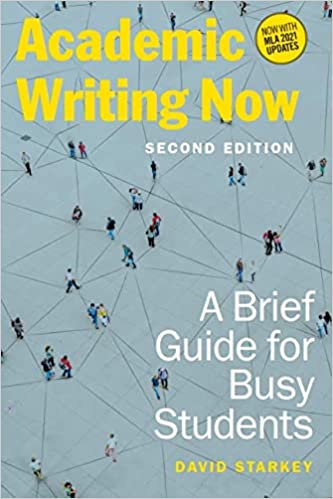 Academic
Writing Now
NOW WITH
MLA 2021
UPDATES
SECOND EDITION
A Brief
Guide for
Busy
Students
DAVID STARKEY